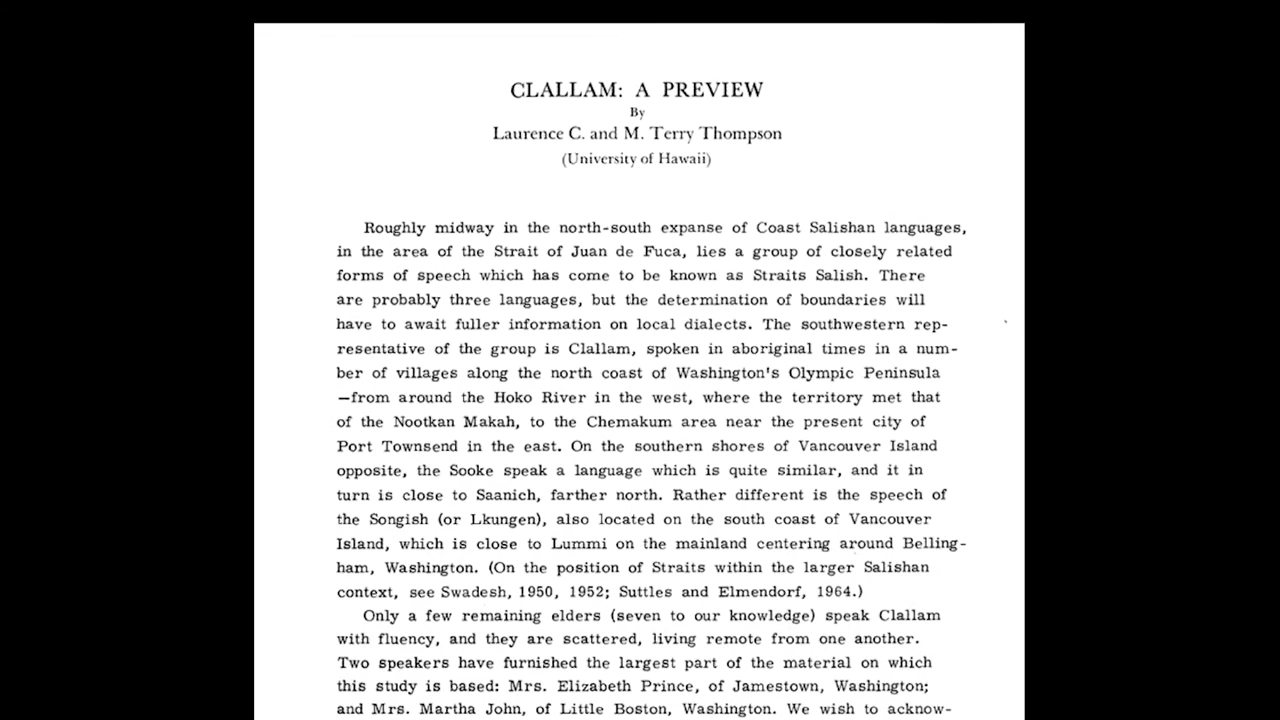 CLALLAM: A PREVIEW
By
Laurence C. and M. Terry Thompson
(University of Hawaii)
Roughly midway in the north-south expanse of Coast Salishan languages,
in the area of the Strait of Juan de Fuca, lies a group of closely related
forms of speech which has come to be known as Straits Salish. There
are probably three languages, but the determination of boundaries will
have to await fuller information on local dialects. The southwestern rep-
resentative of the group is Clallam, spoken in aboriginal times in a num-
ber of villages along the north coast of Washington's Olympic Peninsula
—from around the Hoko River in the west, where the territory met that
of the Nootkan Makah, to the Chemakum area near the present city of
Port Townsend in the east. On the southern shores of Vancouver Island
opposite, the Sooke speak a language which is quite similar, and it in
turn is close to Saanich, farther north. Rather different is the speech of
the Songish (or Lkungen), also located on the south coast of Vancouver
Island, which is close to Lummi on the mainland centering around Belling-
ham, Washington. (On the position of Straits within the larger Salishan
context, see Swadesh, 1950, 1952; Suttles and Elmendorf, 1964.)
Only a few remaining elders (seven to our knowledge) speak Clallam
with fluency, and they are scattered, living remote from one another.
Two speakers have furnished the largest part of the material on which
this study is based: Mrs. Elizabeth Prince, of Jamestown, Washington;
and Mrs. Martha John, of Little Boston, Washington. We wish to acknow-